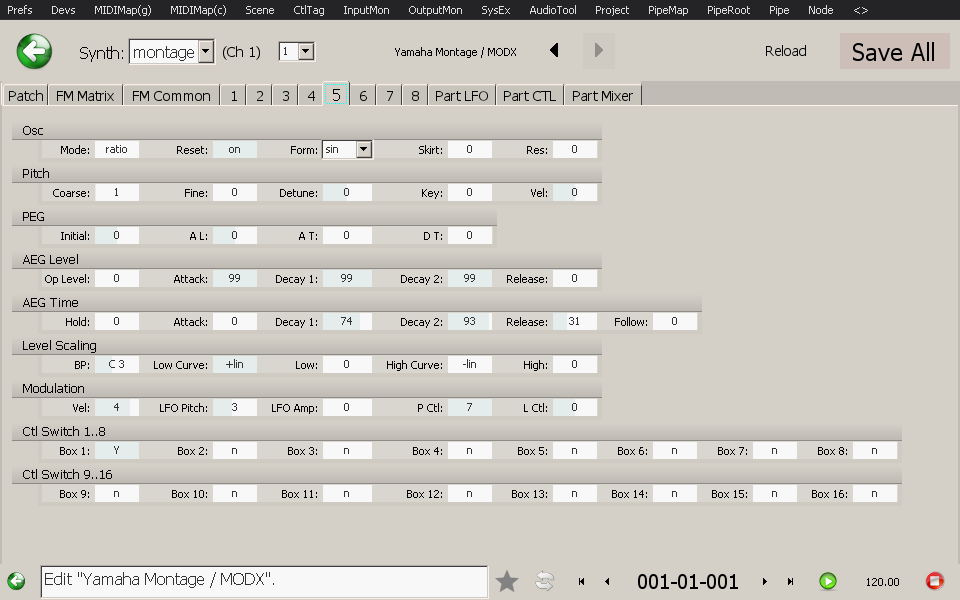 Prefs Devs MIDIMap(g) MIDIMap(c) Scene CtlTag InputMon OutputMon SysEx AudioTool Project PipeMap PipeRoot Pipe Node <>
Synth: montage (Ch 1) 1 Yamaha Montage / MODX Reload Save All
Patch FM Matrix FM Common 1 2 3 4 5 6 7 8 Part LFO Part CTL Part Mixer
Osc
Mode: ratio Reset: on Form: sin Skirt: 0 Res: 0
Pitch
Coarse: 1 Fine: 0 Detune: 0 Key: 0 Vel: 0
PEG
Initial: 0 A L: 0 A T: 0 D T: 0
AEG Level
Op Level: 0 Attack: 99 Decay 1: 99 Decay 2: 99 Release: 0
AEG Time
Hold: 0 Attack: 0 Decay 1: 74 Decay 2: 93 Release: 31 Follow: 0
Level Scaling
BP: C 3 Low Curve: +lin Low: 0 High Curve: -lin High: 0
Modulation
Vel: 4 LFO Pitch: 3 LFO Amp: 0 P Ctl: 7 L Ctl: 0
Ctl Switch 1..8
Box 1: Y Box 2: n Box 3: n Box 4: n Box 5: n Box 6: n Box 7: n Box 8: n
Ctl Switch 9..16
Box 9: n Box 10: n Box 11: n Box 12: n Box 13: n Box 14: n Box 15: n Box 16: n
Edit "Yamaha Montage / MODX". 001-01-001 120.00